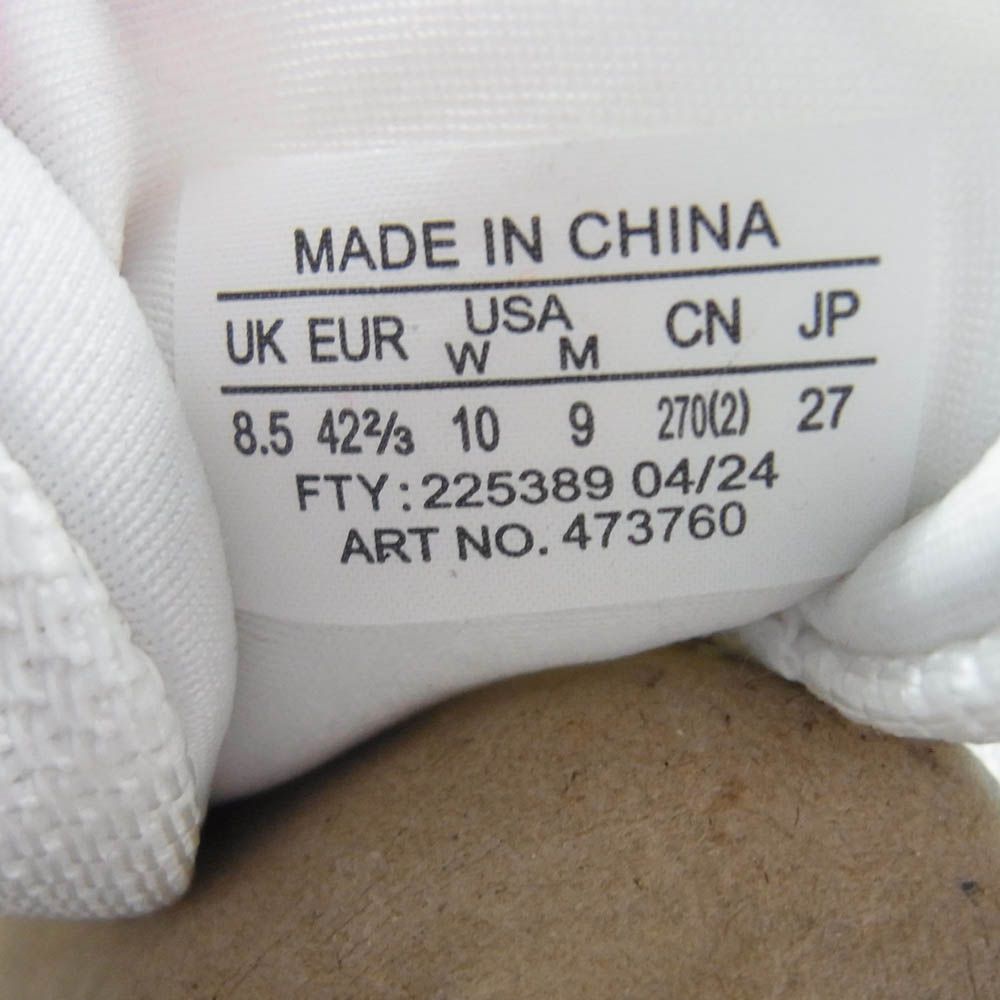 MADE IN CHINA
UK EUR USA CN JP
W M
8.5 42⅔ 10 9 270(2) 27
FTY: 225389 04/24
ART NO. 473760